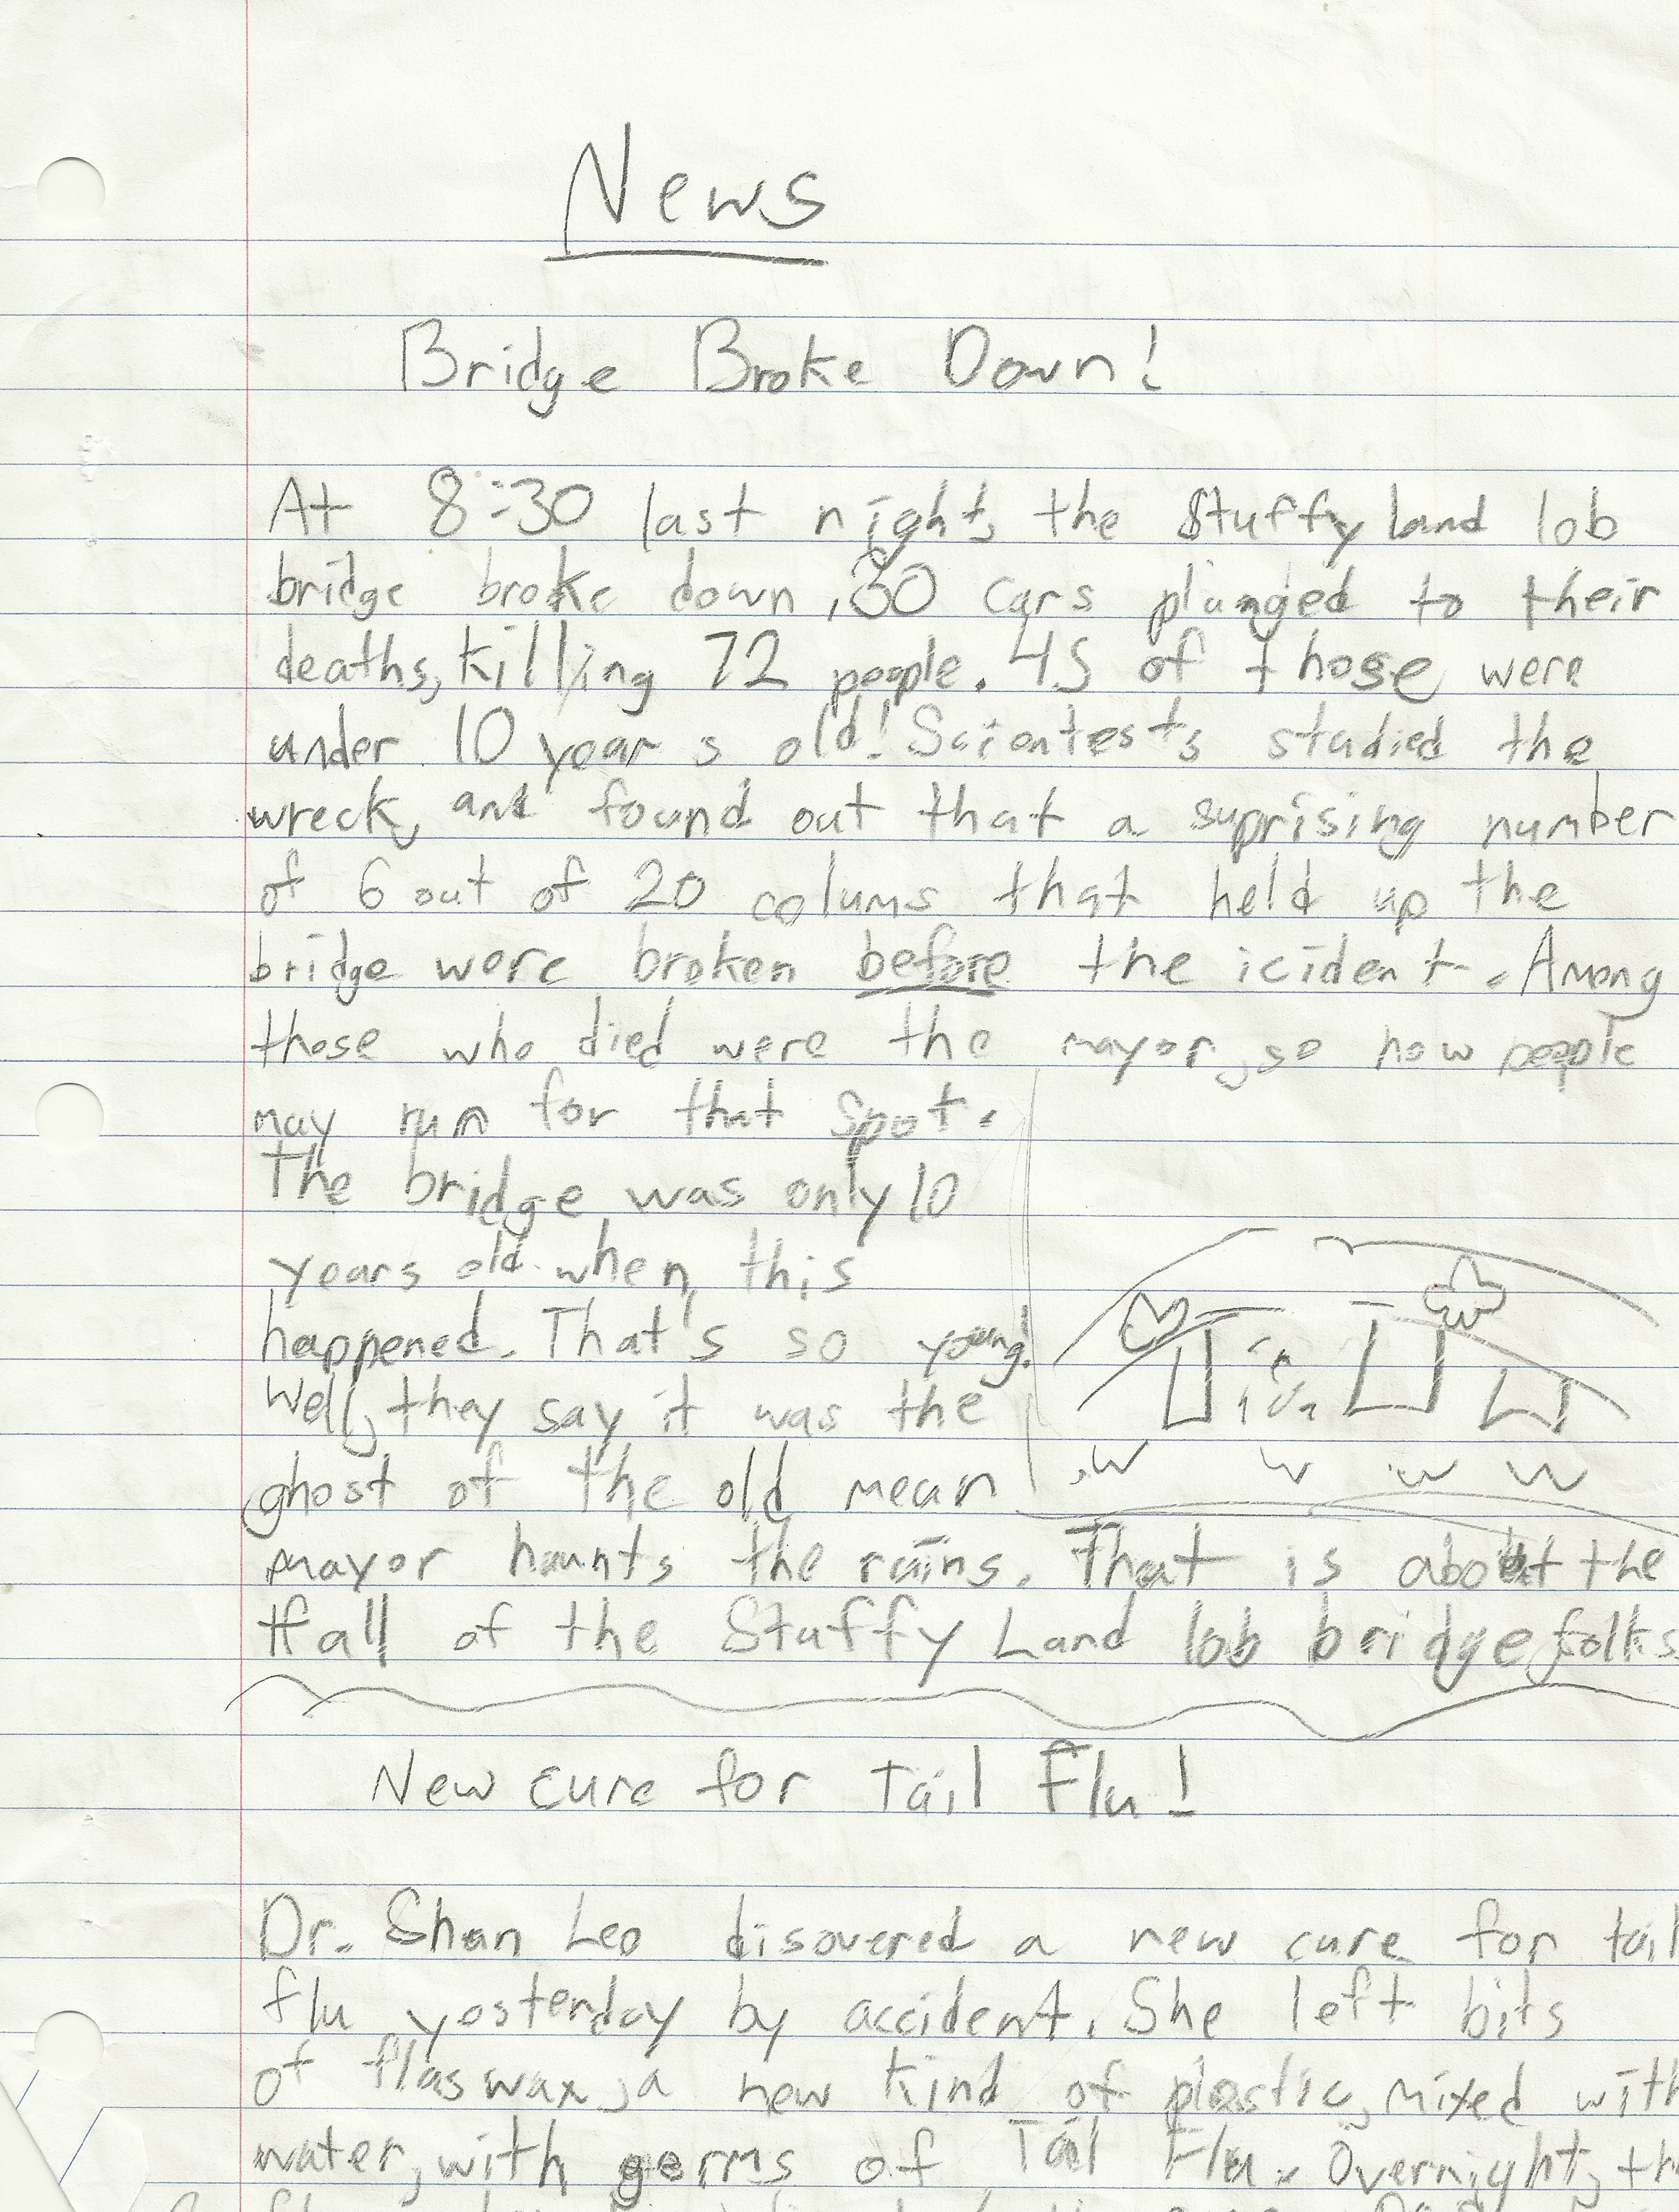 News
Bridge Broke Down!
At 8:30 last night, the Stuffy Land lob
bridge broke down, 30 cars plunged to their
deaths, killing 72 people. 45 of those were
under 10 years old! Scientests studied the
wreck, and found out that a suprising number
of 6 out of 20 colums that held up the
bridge were broken before the icident. Among
those who died were the mayor, so now people
may run for that spot.
The bridge was only 10
years old when this
happened. That's so young!
Well, they say it was the
ghost of the old mean
mayor haunts the ruins. That is about the
ffall of the Stuffy Land lob bridge folks
New cure for Tail Flu!
Dr. Shan Leo disovered a new cure for tail
flu yesterday by accident. She left bits
of flaswax, a new kind of plastic, mixed with
water, with germs of Tail Flu. Overnight, th